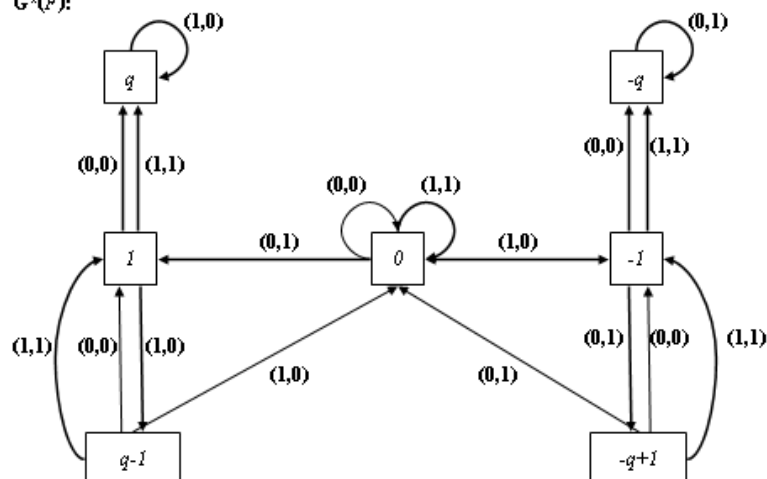 G*(F):
(1,0) (0,1)
q -q
(0,0) (1,1) (0,0) (1,1)
(0,0) (1,1)
(0,1) (1,0)
1 0 -1
(1,1) (0,0) (1,0) (0,1) (0,0) (1,1)
(1,0) (0,1)
q-1 -q+1